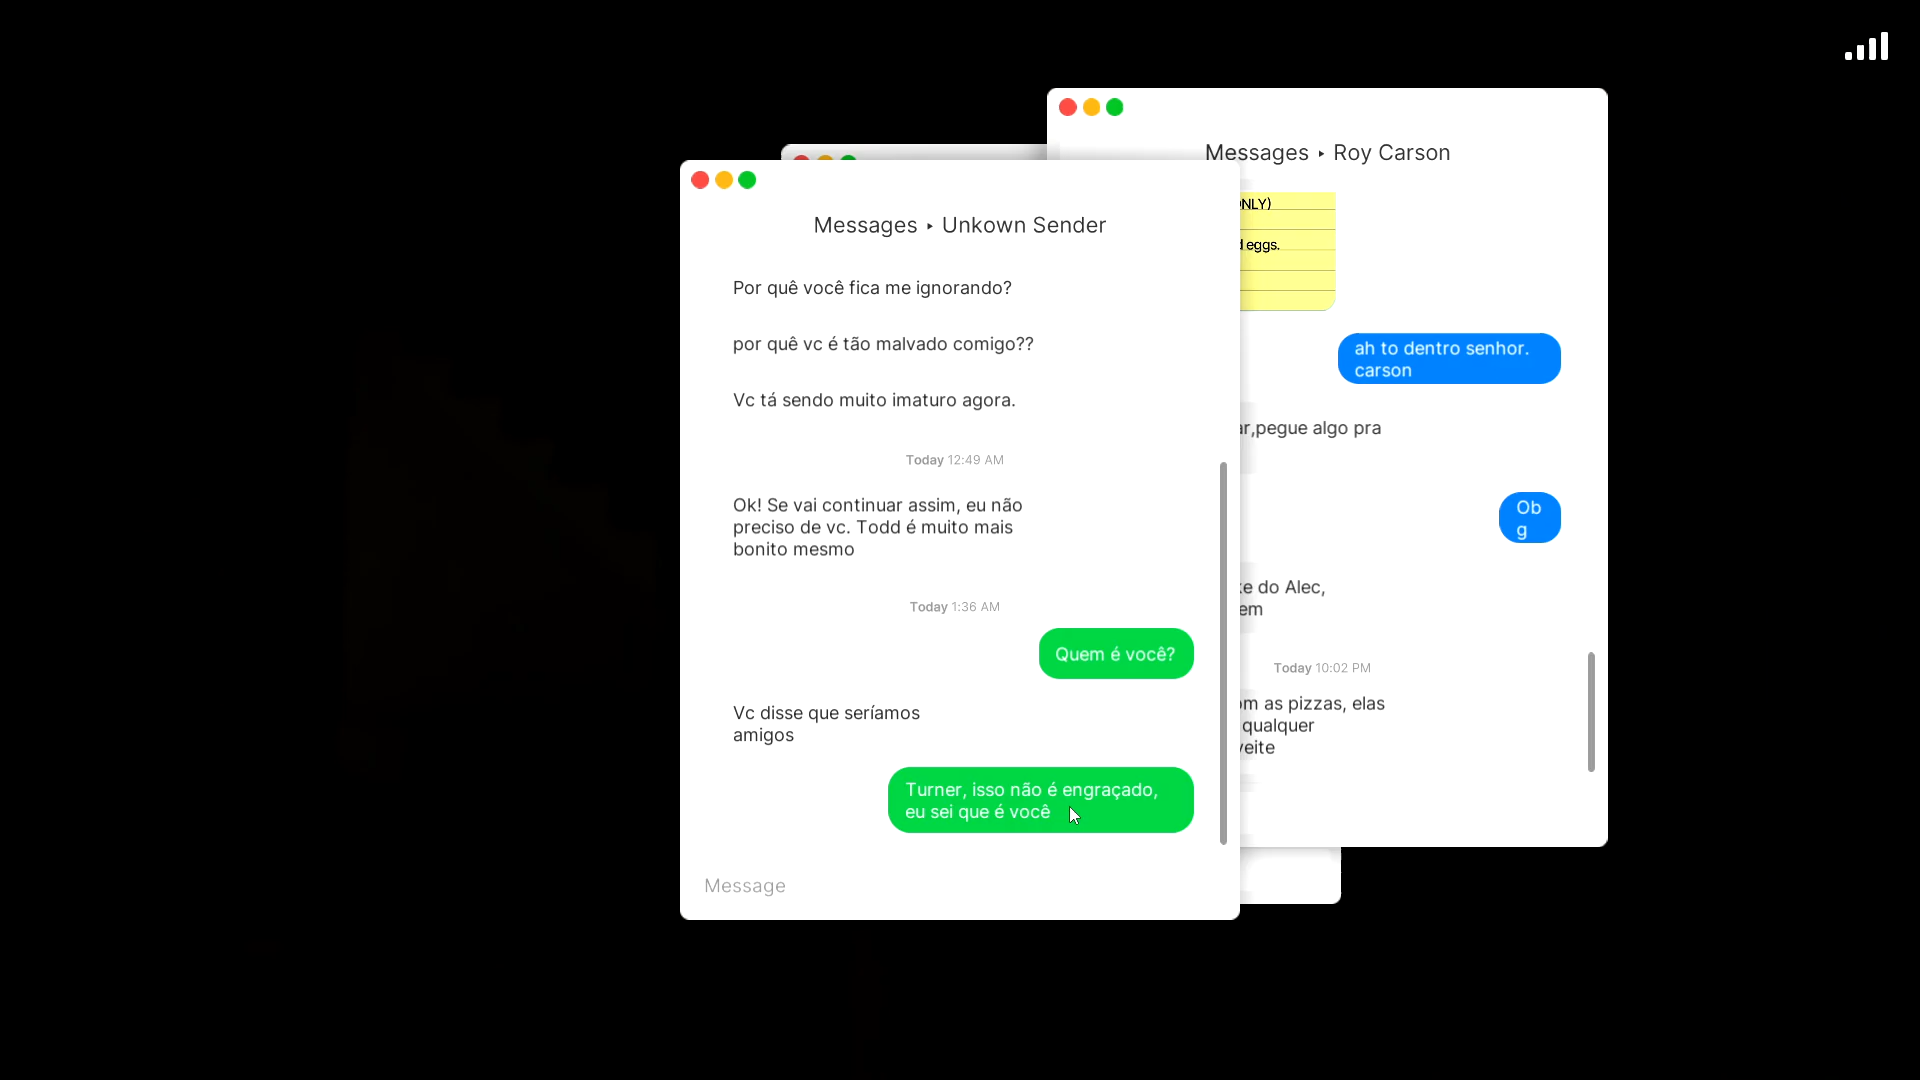 Messages ‣ Unkown Sender
Por quê você fica me ignorando?
por quê vc é tão malvado comigo??
Vc tá sendo muito imaturo agora.
Today 12:49 AM
Ok! Se vai continuar assim, eu não
preciso de vc. Todd é muito mais
bonito mesmo
Today 1:36 AM
Quem é você?
Vc disse que seríamos
amigos
Turner, isso não é engraçado,
eu sei que é você
Message
Messages ‣ Roy Carson
eggs.
ah to dentro senhor.
carson
pegue algo pra
Ob
g
do Alec,
Today 10:02 PM
as pizzas, elas
qualquer